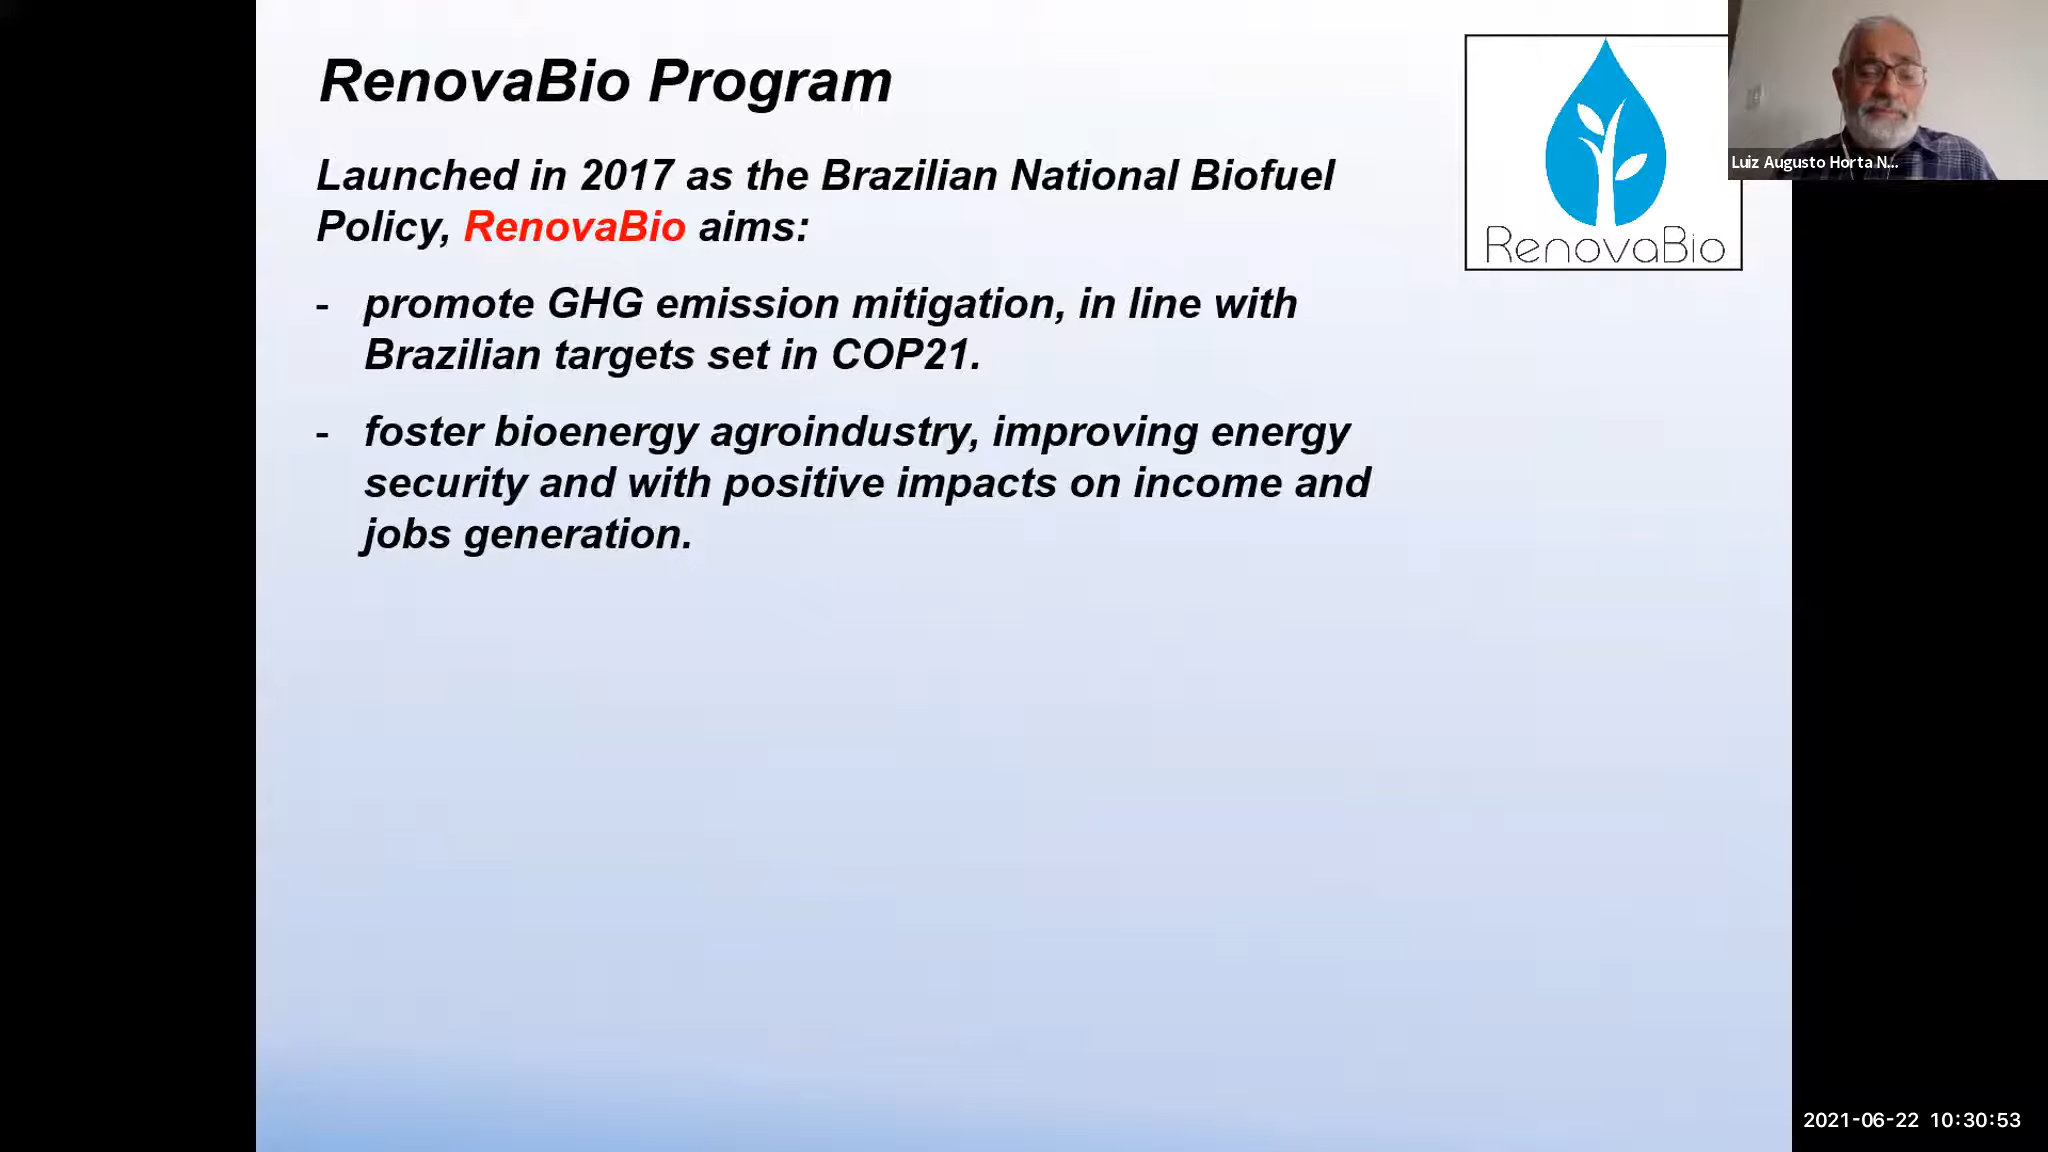 RenovaBio Program
Launched in 2017 as the Brazilian National Biofuel
Policy, RenovaBio aims:
- promote GHG emission mitigation, in line with
Brazilian targets set in COP21.
- foster bioenergy agroindustry, improving energy
security and with positive impacts on income and
jobs generation.
RenovaBio
Luiz Augusto Horta N...
2021-06-22 10:30:53